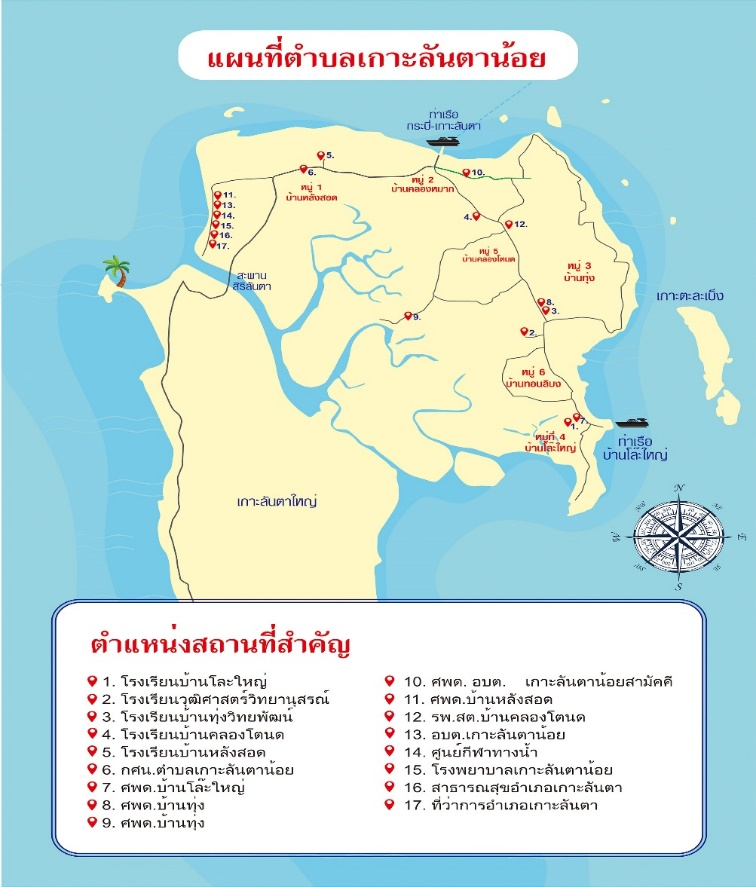 แผนที่ตำบลเกาะลันตาน้อย
ท่าเรือ
กระบี่-เกาะลันตา
5.
6.
10.
หมู่ 1
บ้านหลังสอด
หมู่ 2
บ้านคลองหมาก
11.
13.
14.
15.
16.
17.
4.
12.
หมู่ 5
บ้านคลองโตนด
หมู่ 3
บ้านทุ่ง
สะพาน
สิริลันตา
เกาะตะละเบ็ง
8.
3.
9.
2.
หมู่ 6
บ้านทอนลิบง
7.
1.
หมู่ที่ 4
บ้านโล๊ะใหญ่
ท่าเรือ
บ้านโล๊ะใหญ่
เกาะลันตาใหญ่
N
NW
NE
W
E
SW
SE
S
ตำแหน่งสถานที่สำคัญ
1. โรงเรียนบ้านโละใหญ่
2. โรงเรียนวุฒิศาสตร์วิทยานุสรณ์
3. โรงเรียนบ้านทุ่งวิทยพัฒน์
4. โรงเรียนบ้านคลองโตนด
5. โรงเรียนบ้านหลังสอด
6. กศน.ตำบลเกาะลันตาน้อย
7. ศพด.บ้านโล๊ะใหญ่
8. ศพด.บ้านทุ่ง
9. ศพด.บ้านทุ่ง
10. ศพด. อบต. เกาะลันตาน้อยสามัคคี
11. ศพด.บ้านหลังสอด
12. รพ.สต.บ้านคลองโตนด
13. อบต.เกาะลันตาน้อย
14. ศูนย์กีฬาทางน้ำ
15. โรงพยาบาลเกาะลันตาน้อย
16. สาธารณสุขอำเภอเกาะลันตา
17. ที่ว่าการอำเภอเกาะลันตา